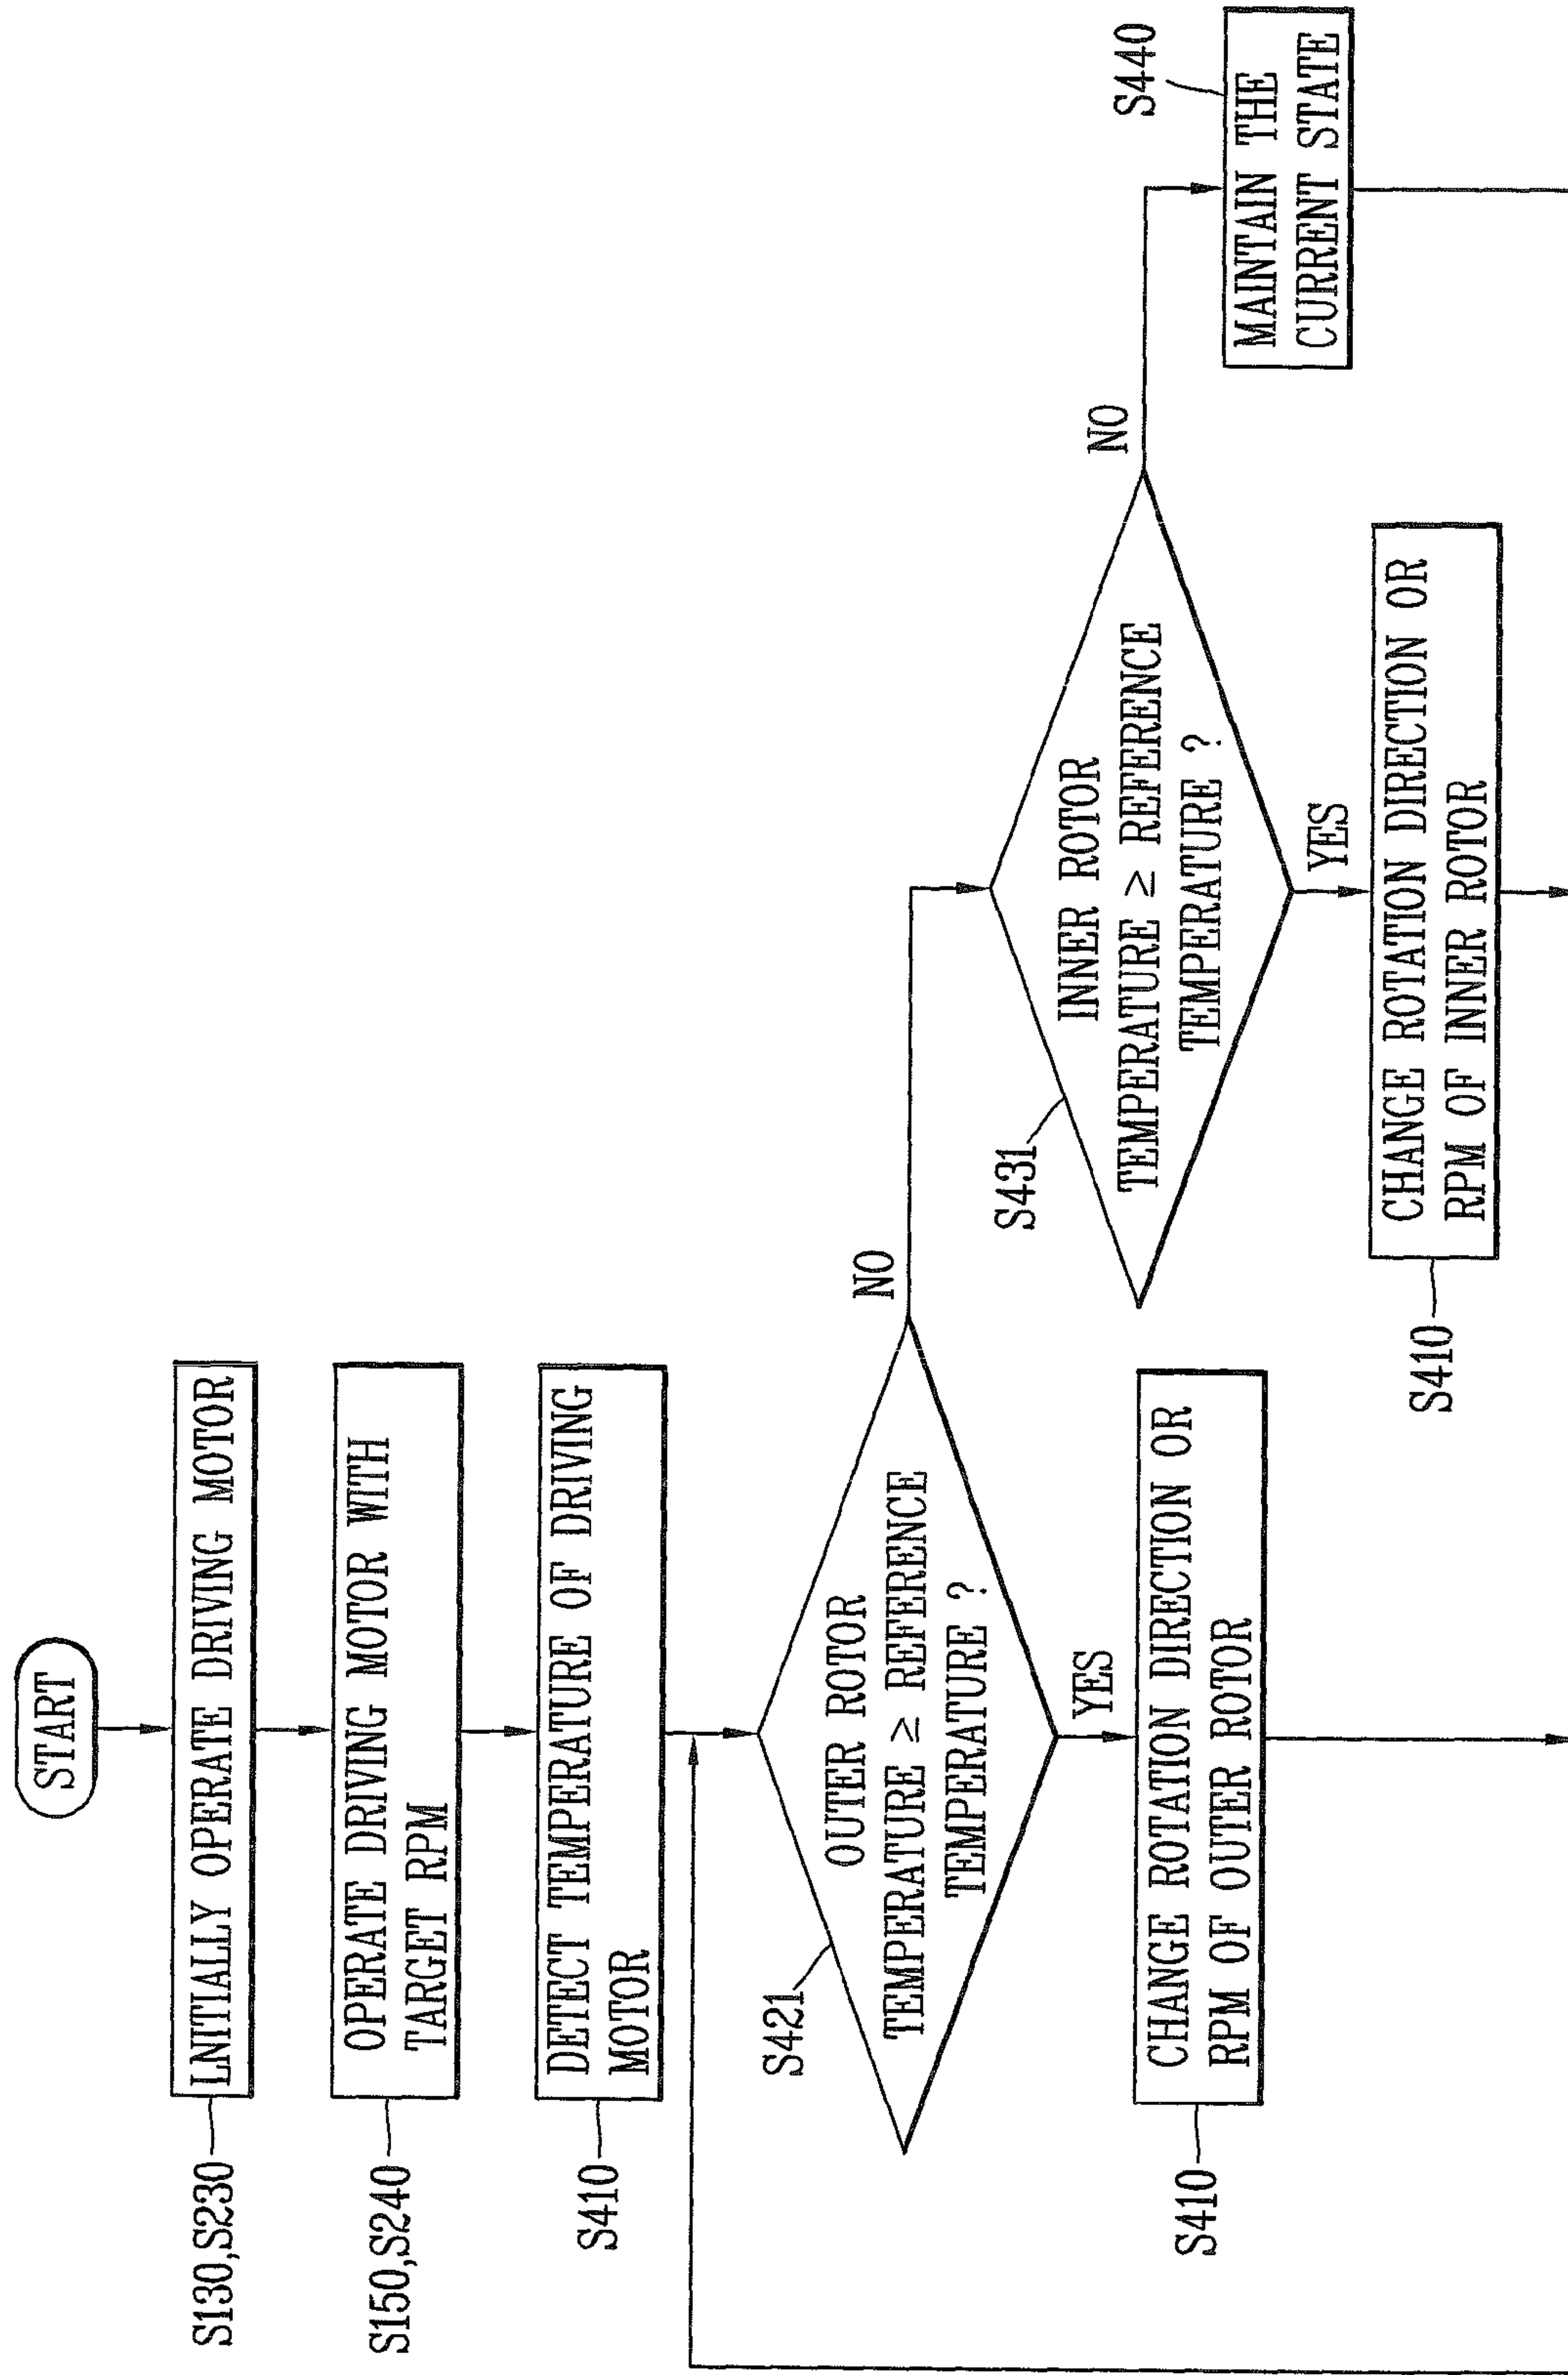 START
LNITIALLY OPERATE DRIVING MOTOR
S130,S230
OPERATE DRIVING MOTOR WITH
TARGET RPM
S150,S240
DETECT TEMPERATURE OF DRIVING
MOTOR
S410
S421
OUTER ROTOR
TEMPERATURE ≥ REFERENCE
TEMPERATURE ?
NO
YES
CHANGE ROTATION DIRECTION OR
RPM OF OUTER ROTOR
S410
S431
INNER ROTOR
TEMPERATURE ≥ REFERENCE
TEMPERATURE ?
NO
YES
CHANGE ROTATION DIRECTION OR
RPM OF INNER ROTOR
S410
S440
MAINTAIN THE
CURRENT STATE